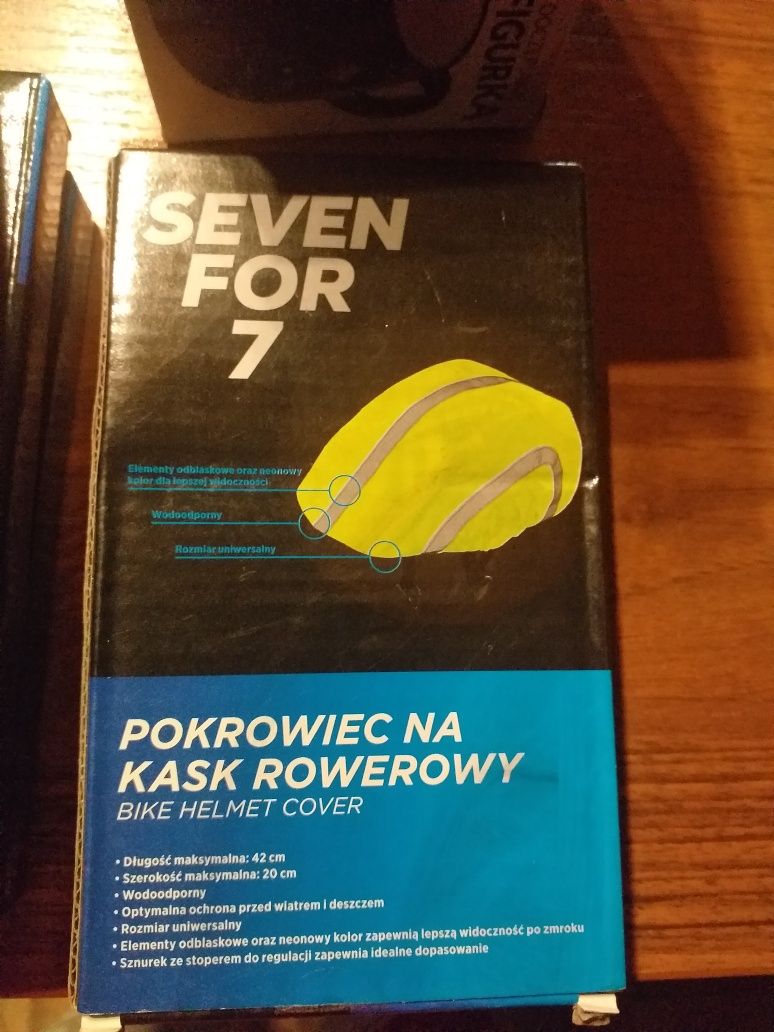 FIGURKA
SEVEN
FOR
7
Elementy odblaskowe oraz neonowy
kolor dla lepszej widoczności
Wodoodporny
Rozmiar uniwersalny
POKROWIEC NA
KASK ROWEROWY
BIKE HELMET COVER
• Długość maksymalna: 42 cm
• Szerokość maksymalna: 20 cm
• Wodoodporny
• Optymalna ochrona przed wiatrem i deszczem
• Rozmiar uniwersalny
• Elementy odblaskowe oraz neonowy kolor zapewnią lepszą widoczność po zmroku
• Sznurek ze stoperem do regulacji zapewnia idealne dopasowanie